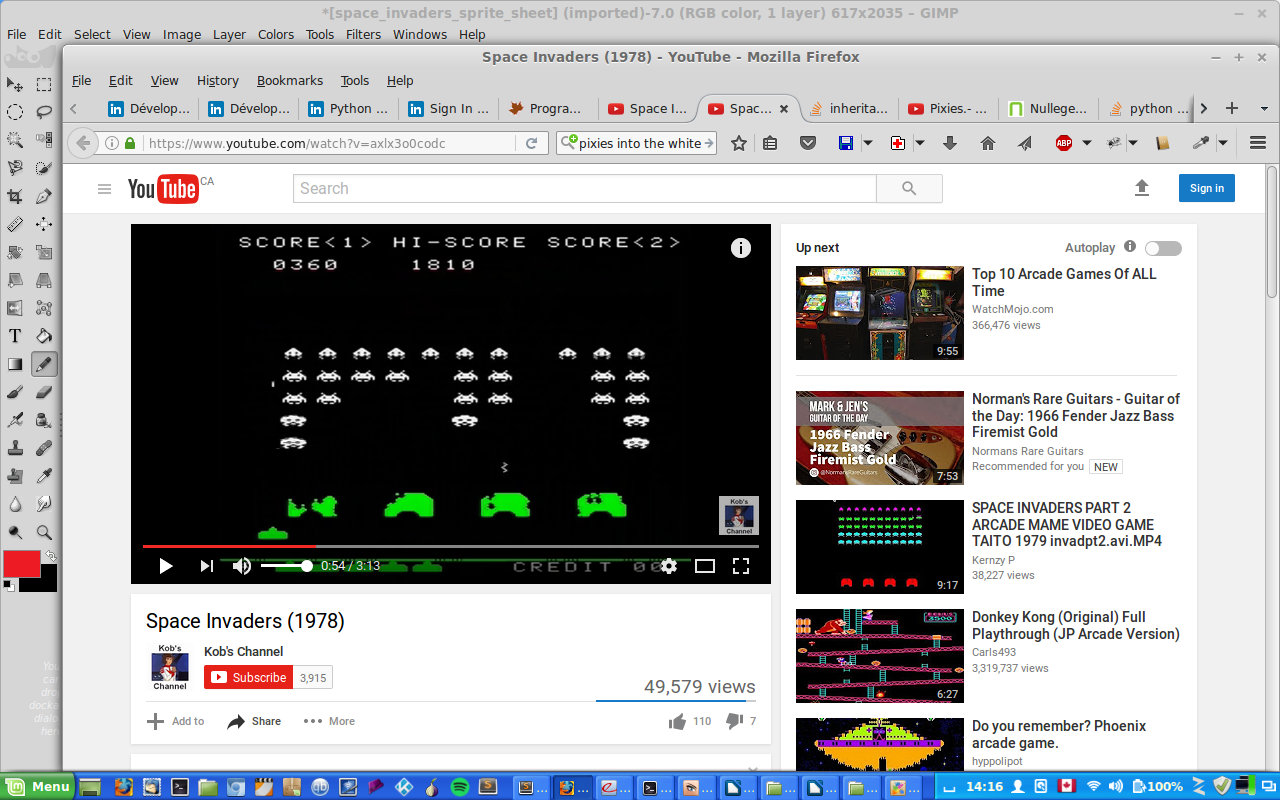 *[space_invaders_sprite_sheet] (imported)-7.0 (RGB color, 1 layer) 617x2035 – GIMP
File Edit Select View Image Layer Colors Tools Filters Windows Help
Space Invaders (1978) - YouTube - Mozilla Firefox
File Edit View History Bookmarks Tools Help
Dévelop... Dévelop... Python ... Sign In ... Progra... Space I... Spac... inherita... Pixies.- ... Nullege... python ...
https://www.youtube.com/watch?v=axlx3o0codc
pixies into the white
ABP
YouTube CA
Search
Sign in
SCORE<1> HI-SCORE SCORE<2>
0360 1810
Kob's
Channel
0:54 / 3:13
CREDIT 00
Space Invaders (1978)
Kob's
Channel
Kob's Channel
Subscribe 3,915
49,579 views
Add to Share More
110 7
Up next
Autoplay
Top 10 Arcade Games Of ALL
Time
WatchMojo.com
366,476 views
9:55
MARK & JEN'S
GUITAR OF THE DAY
1966 Fender
Jazz Bass
Firemist Gold
@NormansRareGuitars
7:53
Norman's Rare Guitars - Guitar of
the Day: 1966 Fender Jazz Bass
Firemist Gold
Normans Rare Guitars
Recommended for you NEW
SPACE INVADERS PART 2
ARCADE MAME VIDEO GAME
TAITO 1979 invadpt2.avi.MP4
Kernzy P
38,227 views
9:17
Donkey Kong (Original) Full
Playthrough (JP Arcade Version)
Carls493
3,319,737 views
6:27
Do you remember? Phoenix
arcade game.
hyppolipot
You
can
drop
dockable
dialogs
here
Menu
14:16
100%